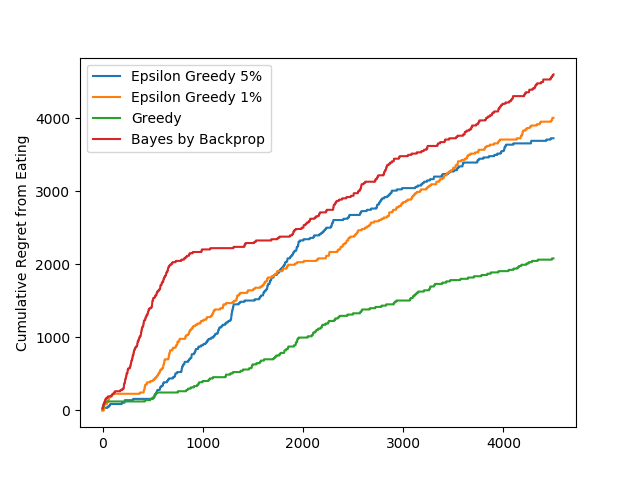 Epsilon Greedy 5%
Epsilon Greedy 1%
Greedy
Bayes by Backprop
Cumulative Regret from Eating
4000
3000
2000
1000
0
0 1000 2000 3000 4000